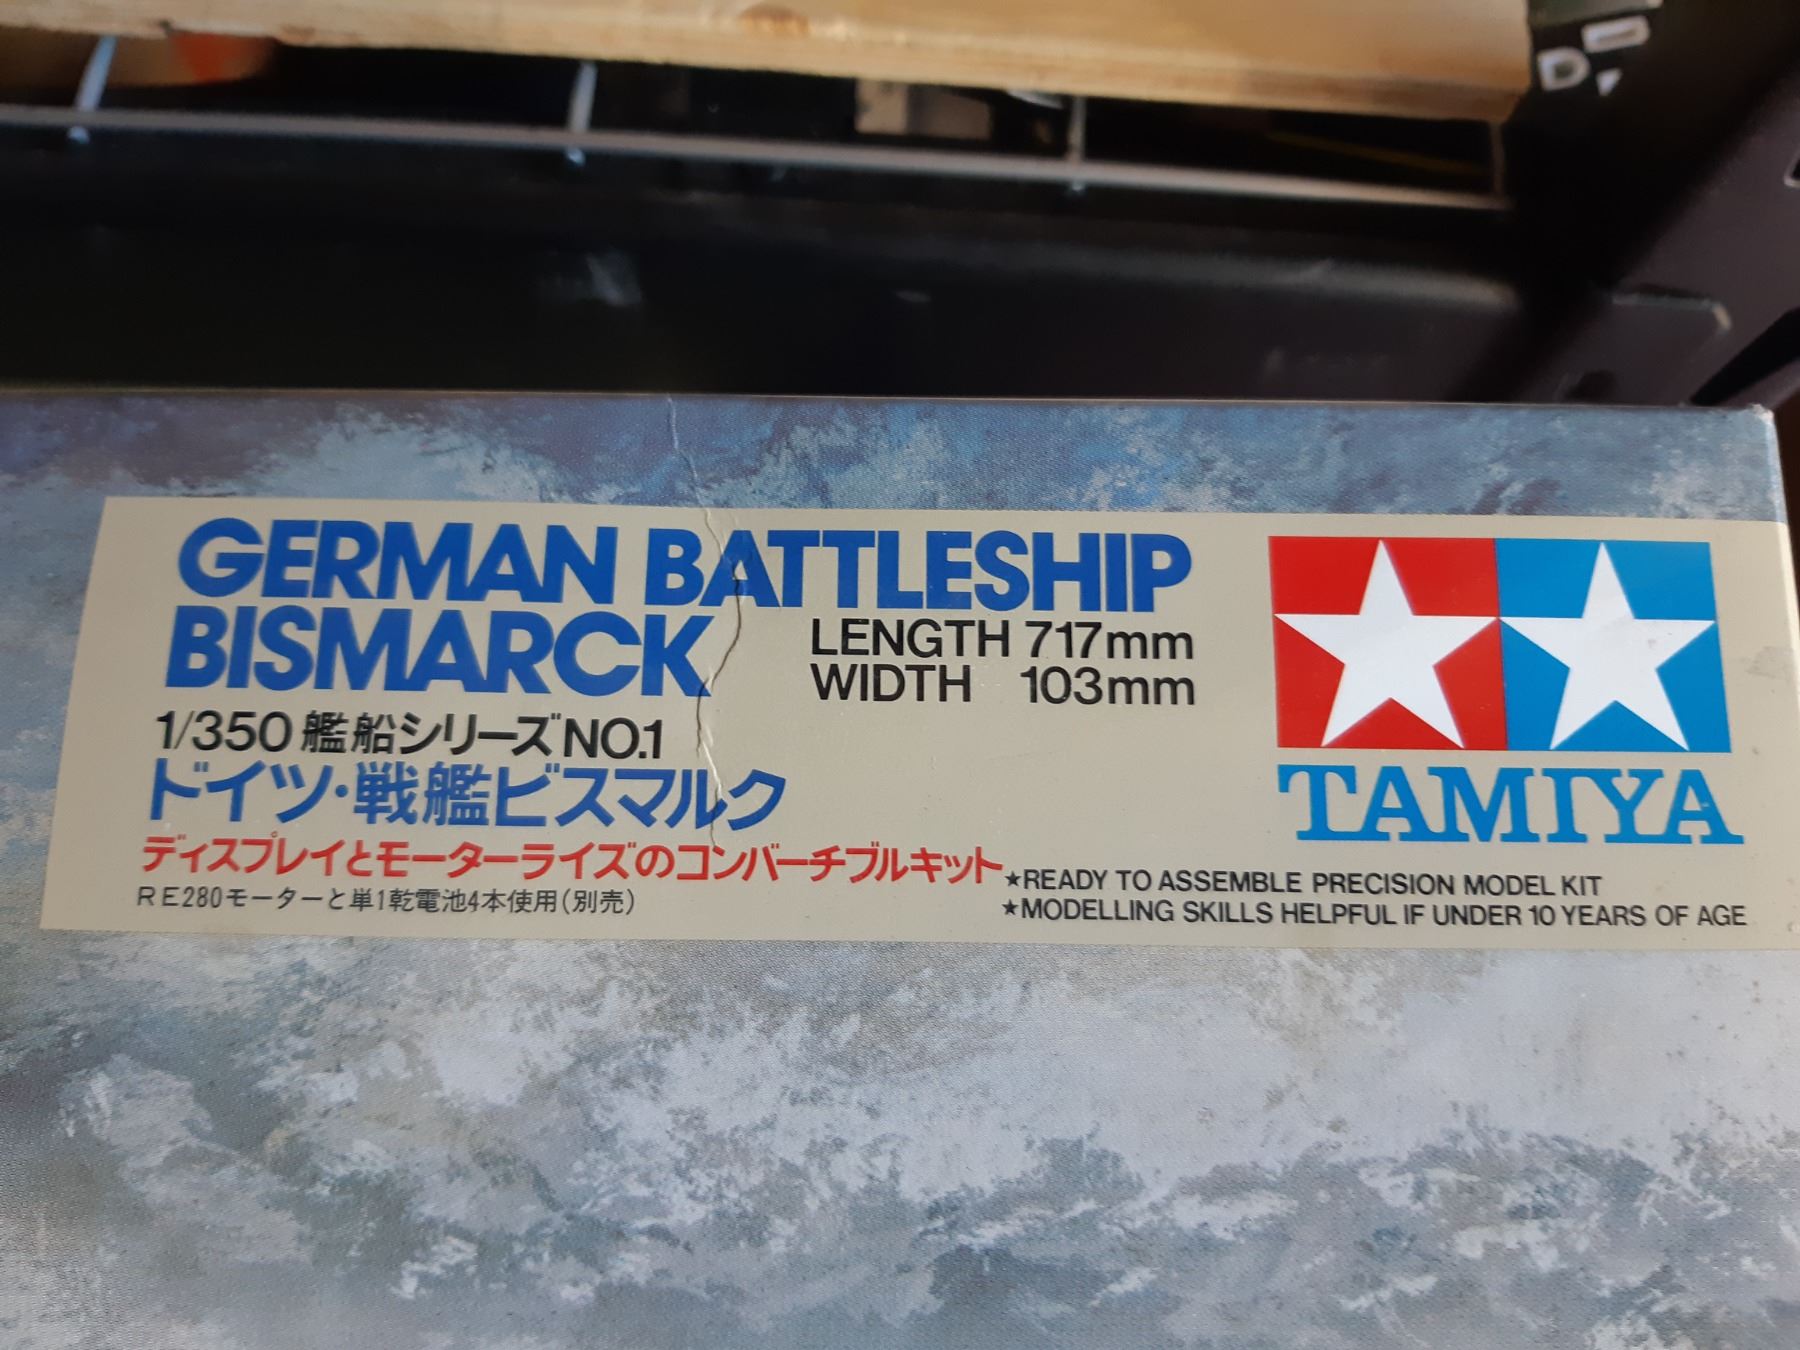 GERMAN BATTLESHIP
BISMARCK
LENGTH 717mm
WIDTH 103mm
1/350 艦船シリーズNO.1
ドイツ・戦艦ビスマルク
ディスプレイとモーターライズのコンバーチブルキット
RE280モーターと単1乾電池4本使用(別売)
TAMIYA
★READY TO ASSEMBLE PRECISION MODEL KIT
★MODELLING SKILLS HELPFUL IF UNDER 10 YEARS OF AGE